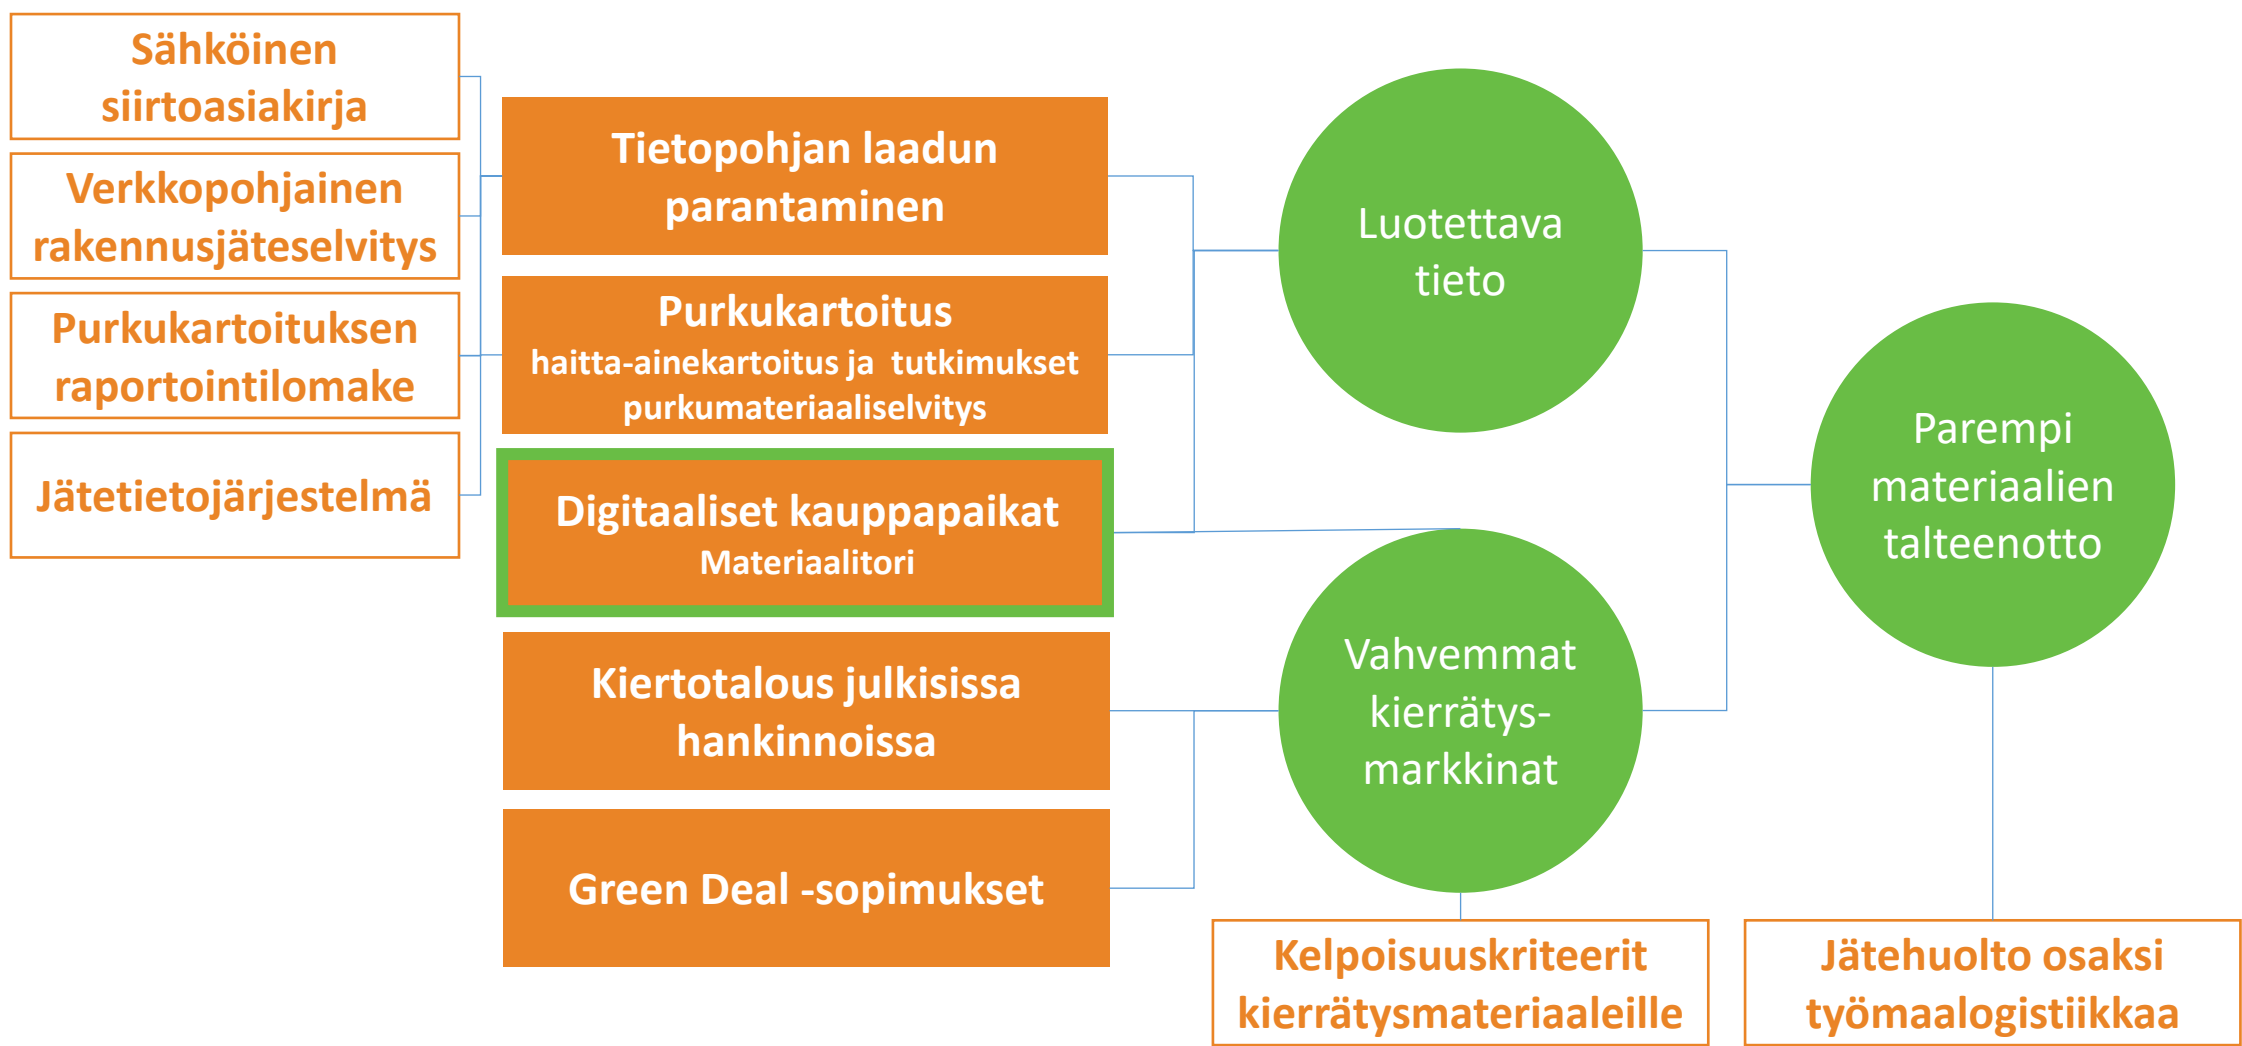 Sähköinen
siirtoasiakirja
Verkkopohjainen
rakennusjäteselvitys
Purkukartoituksen
raportointilomake
Jätetietojärjestelmä
Tietopohjan laadun
parantaminen
Purkukartoitus
haitta-ainekartoitus ja tutkimukset
purkumateriaaliselvitys
Digitaaliset kauppapaikat
Materiaalitori
Kiertotalous julkisissa
hankinnoissa
Green Deal -sopimukset
Luotettava
tieto
Vahvemmat
kierrätys-
markkinat
Kelpoisuuskriteerit
kierrätysmateriaaleille
Parempi
materiaalien
talteenotto
Jätehuolto osaksi
työmaalogistiikkaa